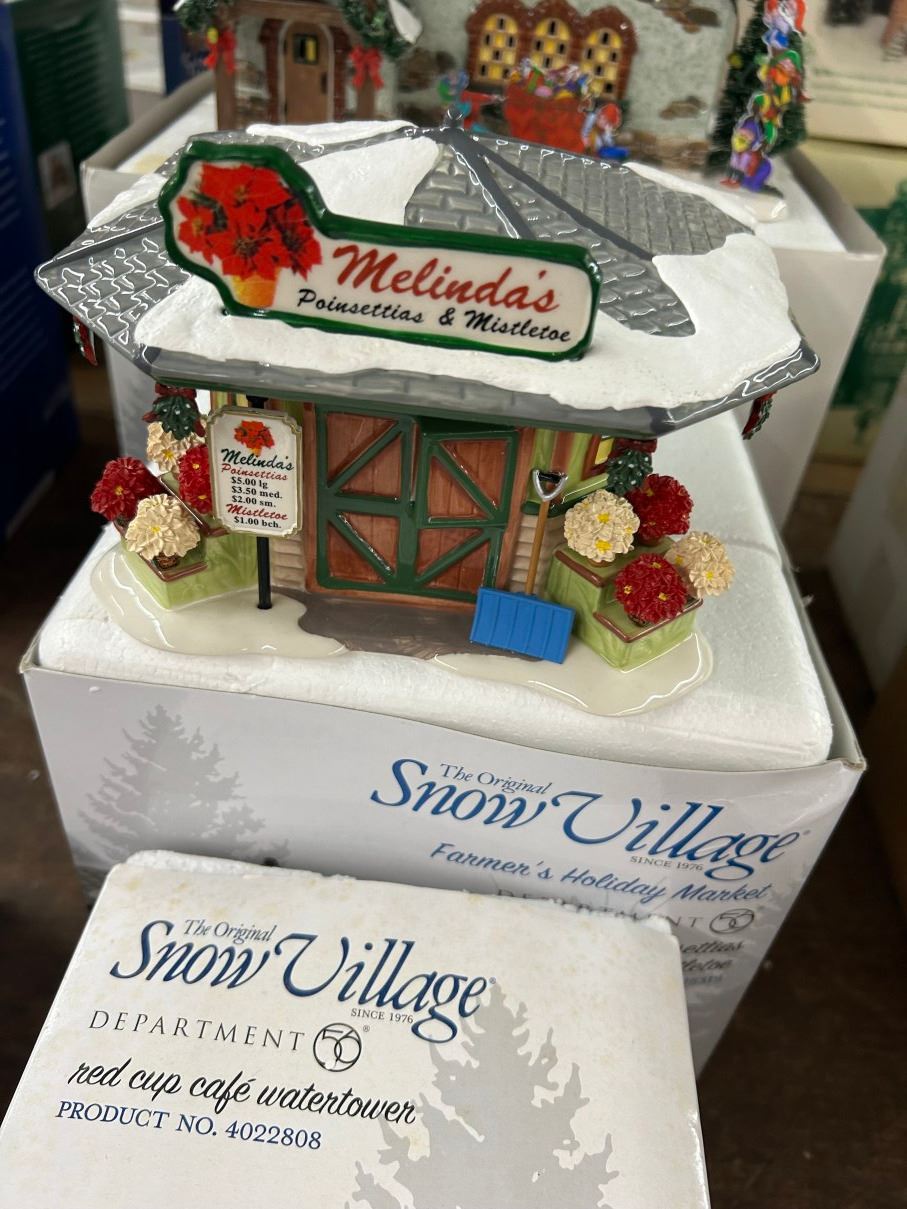 Melinda's
Poinsettias & Mistletoe
Melinda's
Poinsettias
$5.00 lg
$3.50 med.
$2.00 sm.
Mistletoe
$1.00 bch.
The Original
Snow Village®
SINCE 1976
Farmer's Holiday Market
DEPARTMENT 56
The Original
Snow Village®
SINCE 1976
DEPARTMENT 56®
red cup café watertower
PRODUCT NO. 4022808